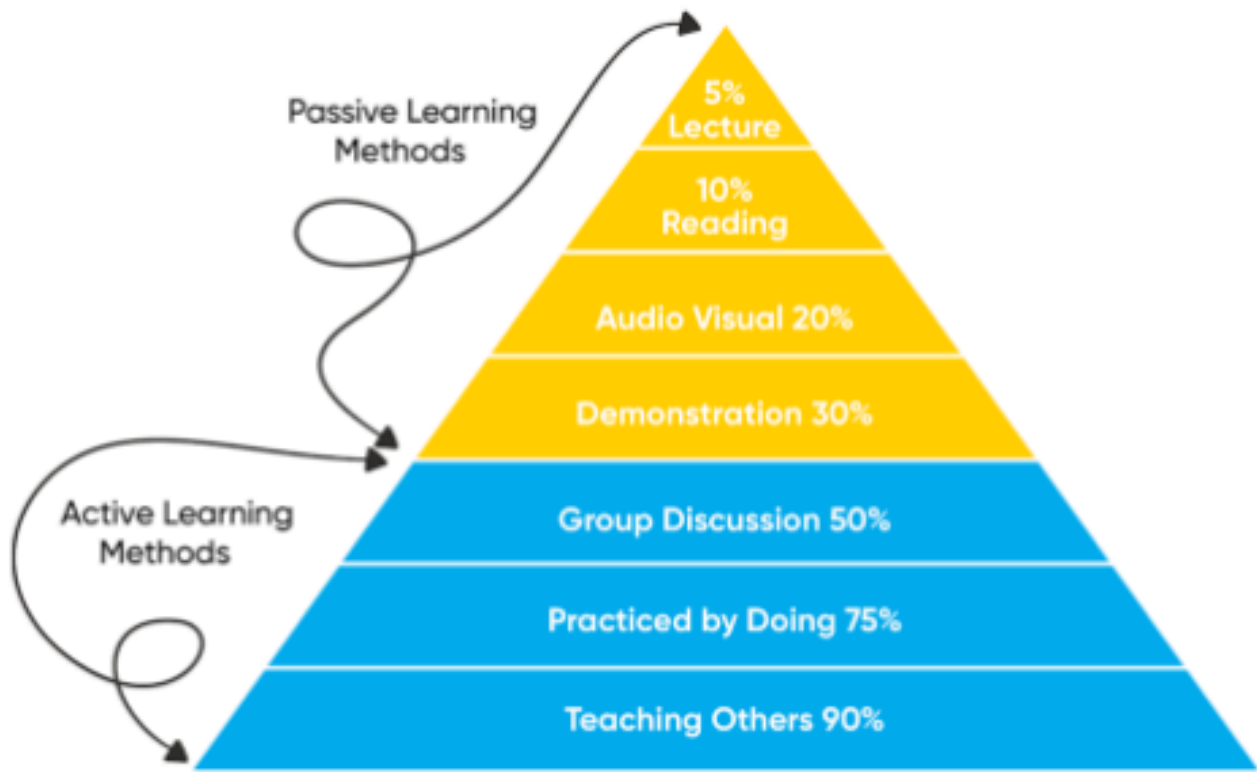 Passive Learning
Methods
5%
Lecture
10%
Reading
Audio Visual 20%
Demonstration 30%
Active Learning
Methods
Group Discussion 50%
Practiced by Doing 75%
Teaching Others 90%